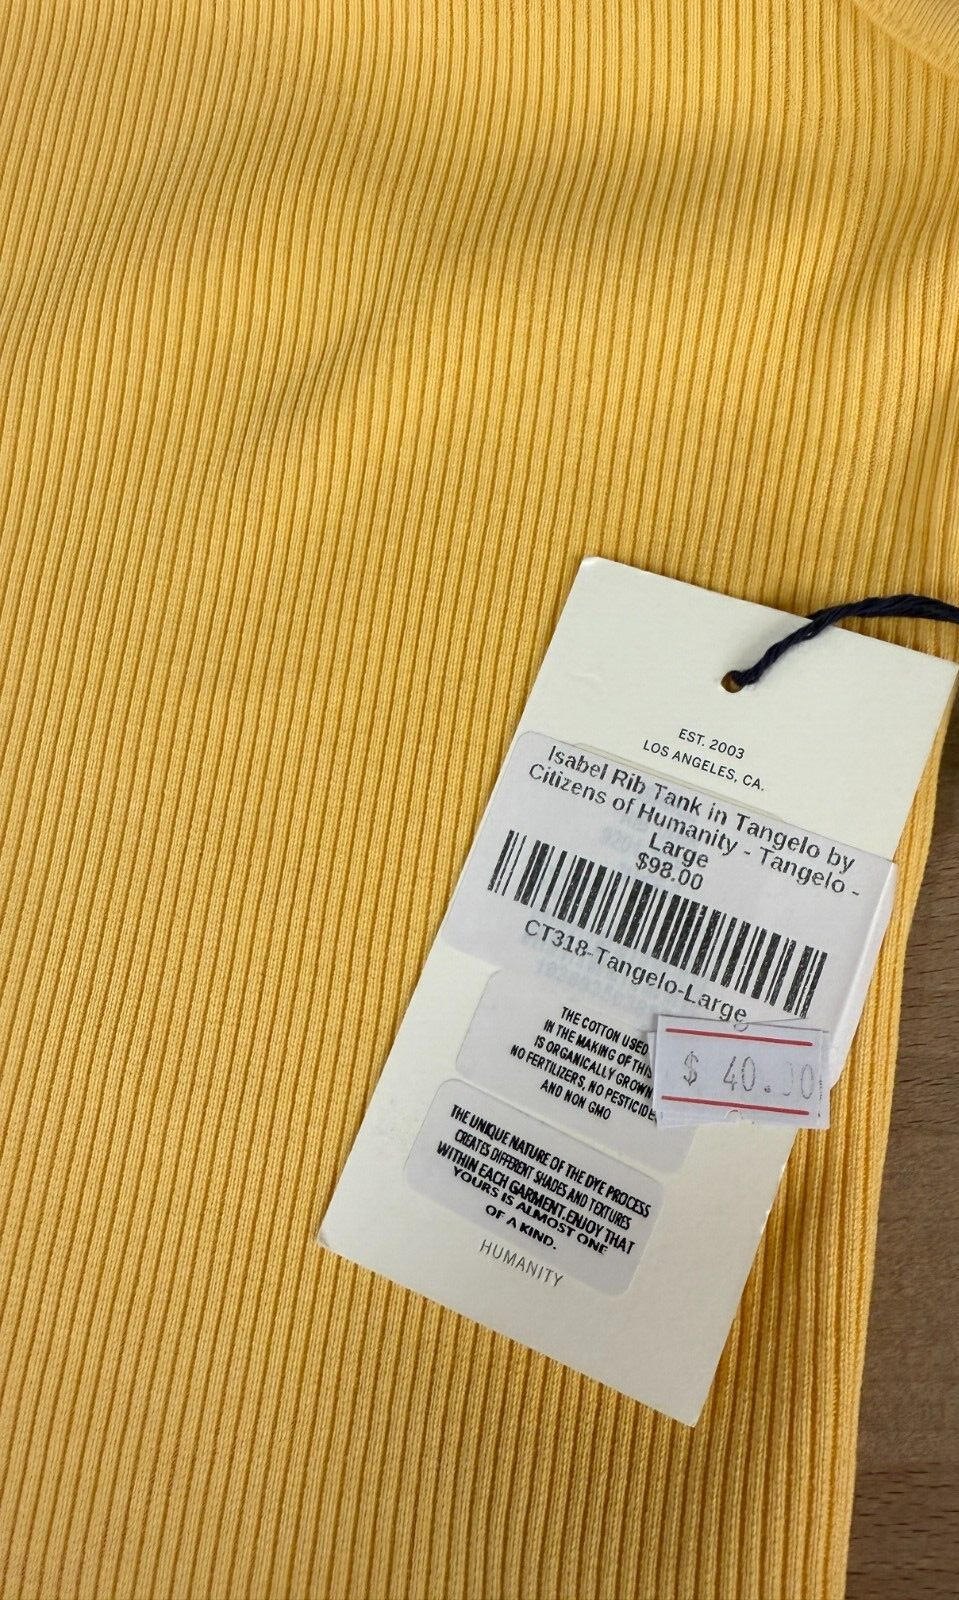 EST. 2003
LOS ANGELES, CA.
Isabel Rib Tank in Tangelo by
Citizens of Humanity - Tangelo -
Large
$98.00
CT318-Tangelo-Large
THE COTTON USED
IN THE MAKING OF THIS
IS ORGANICALLY GROWN
NO FERTILIZERS, NO PESTICIDE
AND NON GMO
$ 40.00
THE UNIQUE NATURE OF THE DYE PROCESS
CREATES DIFFERENT SHADES AND TEXTURES
WITHIN EACH GARMENT. ENJOY THAT
YOURS IS ALMOST ONE
OF A KIND.
HUMANITY